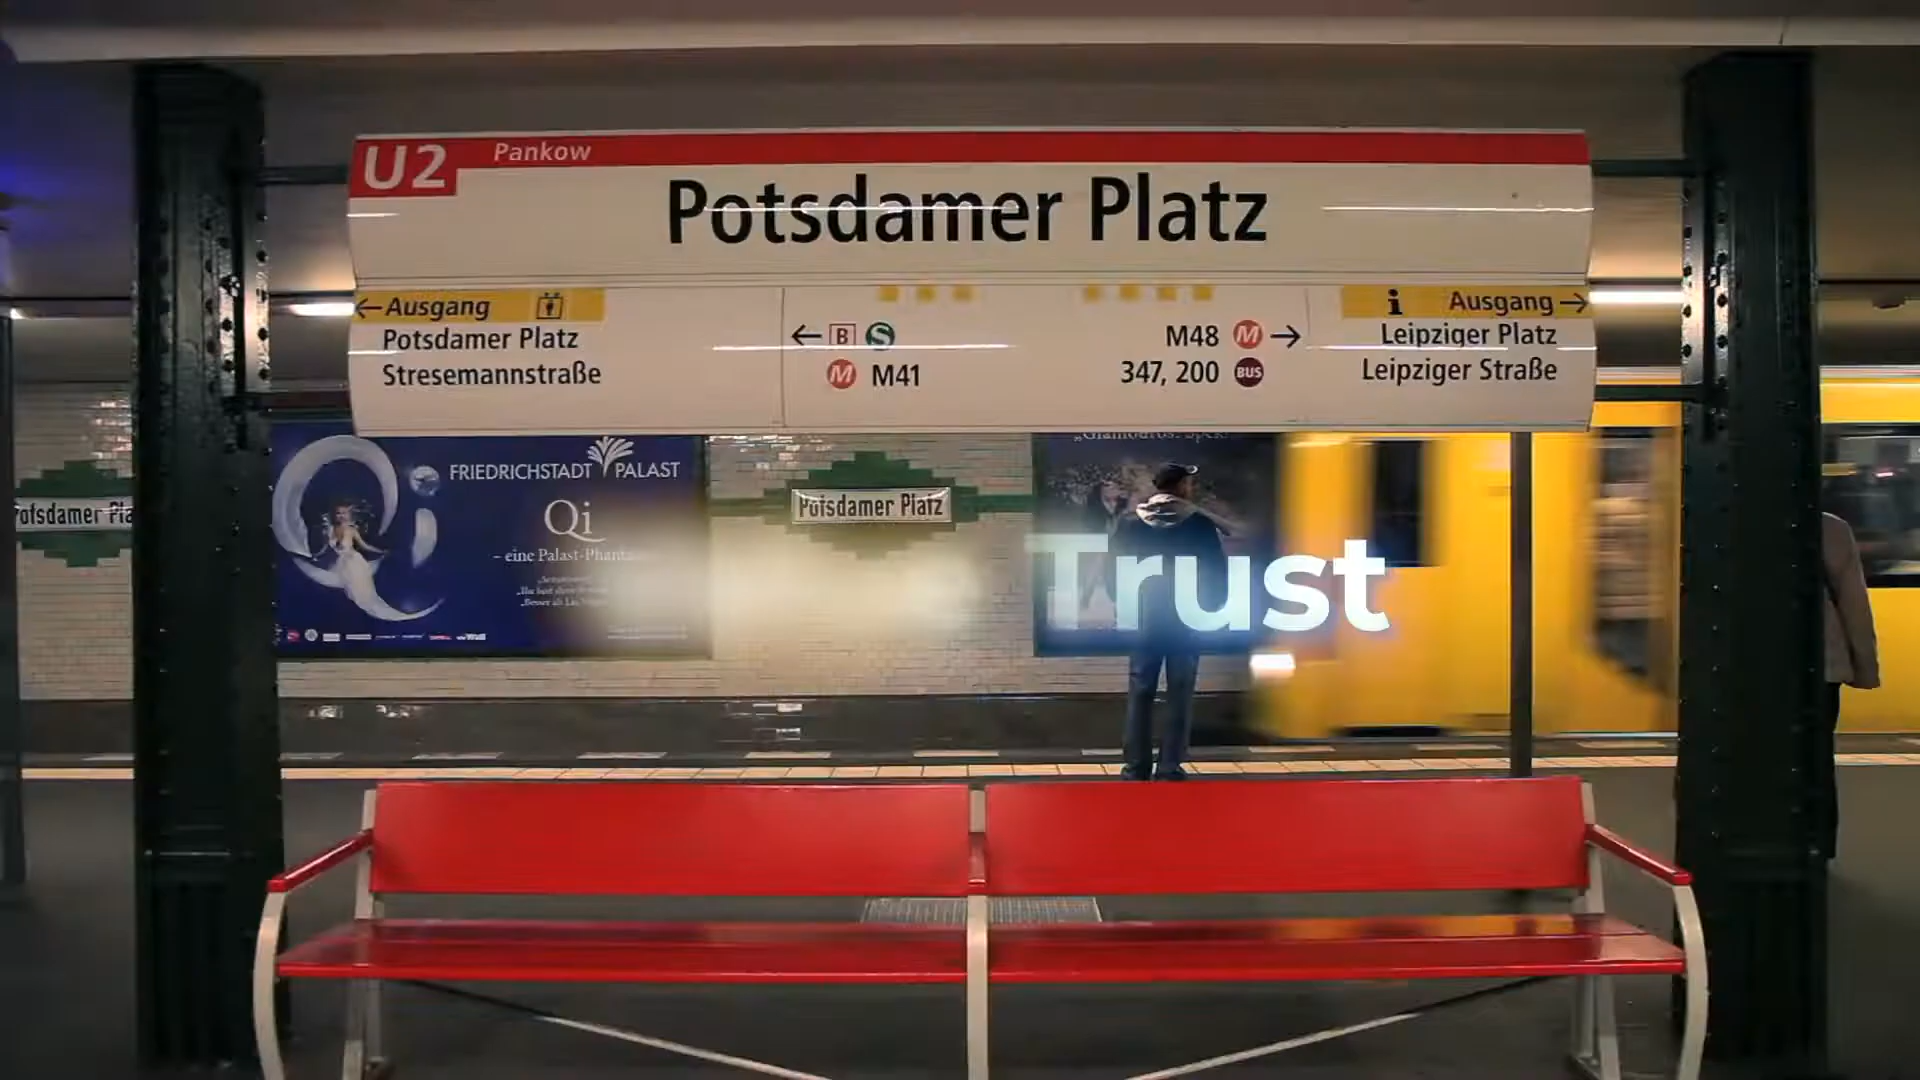 U2 Pankow
Potsdamer Platz
← Ausgang
Potsdamer Platz
Stresemannstraße
← B S
M M41
M48 M →
347, 200 BUS
i Ausgang →
Leipziger Platz
Leipziger Straße
FRIEDRICHSTADT PALAST
Qi
– eine Palast-Phanta
Potsdamer Platz
otsdamer Pla
Trust